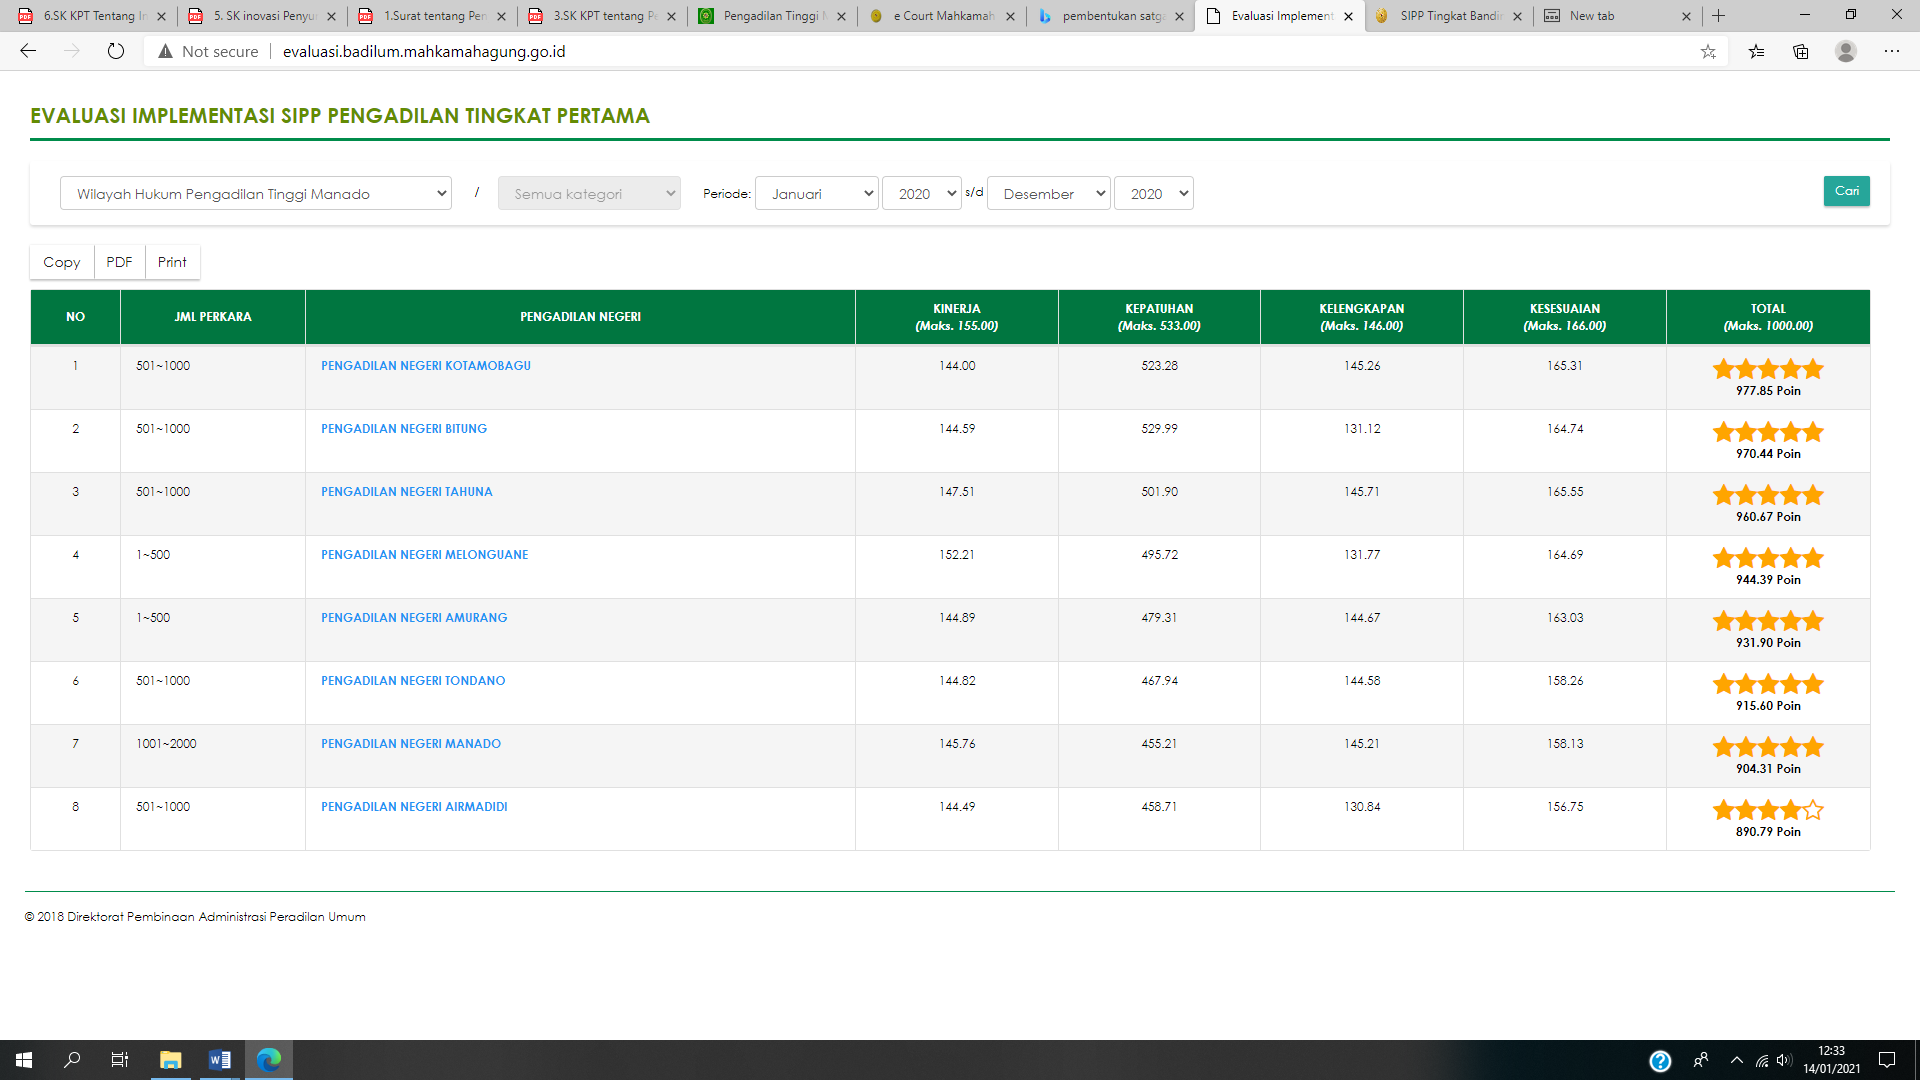 6.SK KPT Tentang In
5. SK inovasi Penyu
1.Surat tentang Pen
3.SK KPT tentang Pe
Pengadilan Tinggi M
e Court Mahkamah
pembentukan satga
Evaluasi Implement
SIPP Tingkat Bandin
New tab
Not secure
evaluasi.badilum.mahkamahagung.go.id
EVALUASI IMPLEMENTASI SIPP PENGADILAN TINGKAT PERTAMA
Wilayah Hukum Pengadilan Tinggi Manado / Semua kategori Periode: Januari 2020 s/d Desember 2020 Cari
Copy PDF Print
NO JML PERKARA PENGADILAN NEGERI KINERJA (Maks. 155.00) KEPATUHAN (Maks. 533.00) KELENGKAPAN (Maks. 146.00) KESESUAIAN (Maks. 166.00) TOTAL (Maks. 1000.00)
1 501~1000 PENGADILAN NEGERI KOTAMOBAGU 144.00 523.28 145.26 165.31
977.85 Poin
2 501~1000 PENGADILAN NEGERI BITUNG 144.59 529.99 131.12 164.74
970.44 Poin
3 501~1000 PENGADILAN NEGERI TAHUNA 147.51 501.90 145.71 165.55
960.67 Poin
4 1~500 PENGADILAN NEGERI MELONGUANE 152.21 495.72 131.77 164.69
944.39 Poin
5 1~500 PENGADILAN NEGERI AMURANG 144.89 479.31 144.67 163.03
931.90 Poin
6 501~1000 PENGADILAN NEGERI TONDANO 144.82 467.94 144.58 158.26
915.60 Poin
7 1001~2000 PENGADILAN NEGERI MANADO 145.76 455.21 145.21 158.13
904.31 Poin
8 501~1000 PENGADILAN NEGERI AIRMADIDI 144.49 458.71 130.84 156.75
890.79 Poin
© 2018 Direktorat Pembinaan Administrasi Peradilan Umum
12:33
14/01/2021